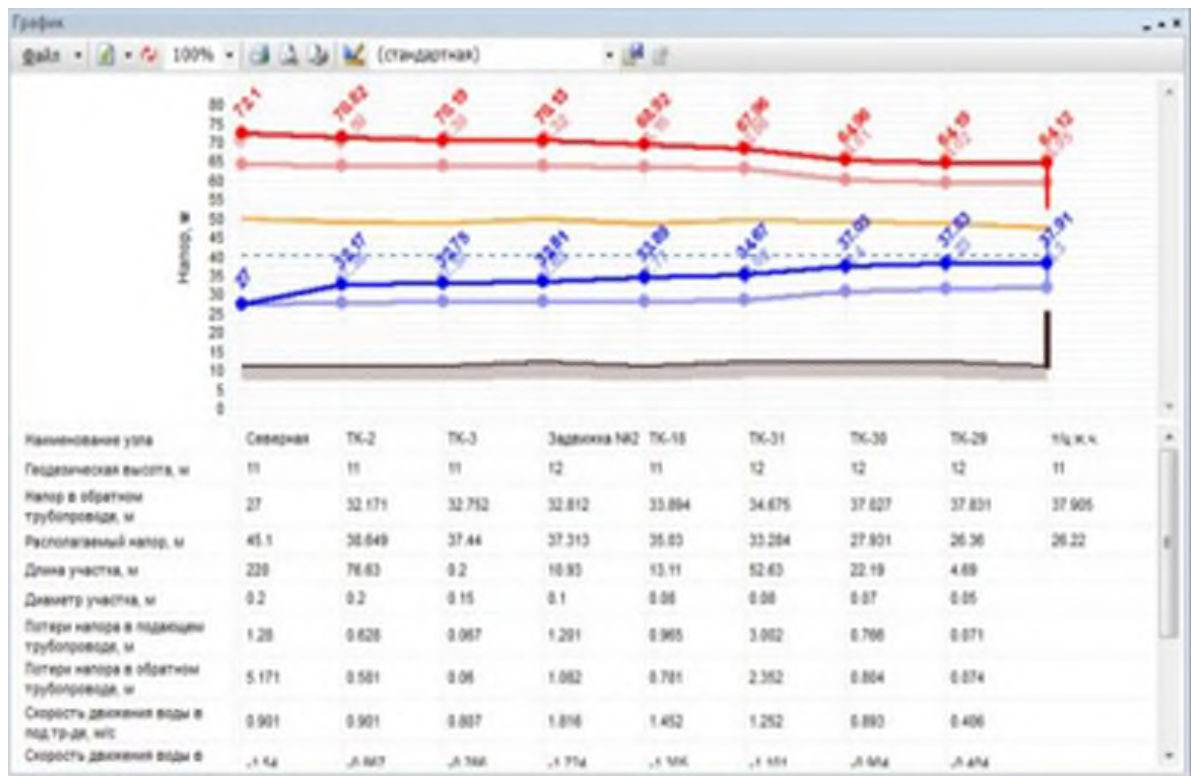 График
Файл 100% (стандартная)
Напор, м
80
75
70
65
60
55
50
45
40
35
30
25
20
15
10
5
0
72.1 70.82 70.19 70.13 68.92 67.96 64.96 64.19 64.12
27 32.17 32.75 32.81 33.89 34.67 37.03 37.83 37.91
Наименование узла Северная ТК-2 ТК-3 Задвижка №2 ТК-16 ТК-31 ТК-30 ТК-29 т/ц ж.ч.
Геодезическая высота, м 11 11 11 12 11 12 12 12 11
Напор в обратном
трубопроводе, м 27 32.171 32.752 32.812 33.894 34.675 37.027 37.831 37.905
Располагаемый напор, м 45.1 38.649 37.44 37.313 35.03 33.284 27.931 26.36 26.22
Длина участка, м 220 76.63 0.2 10.93 13.11 52.63 22.19 4.69
Диаметр участка, м 0.2 0.2 0.15 0.1 0.08 0.08 0.07 0.05
Потери напора в подающем
трубопроводе, м 1.28 0.628 0.067 1.201 0.965 3.002 0.766 0.071
Потери напора в обратном
трубопроводе, м 5.171 0.581 0.06 1.082 0.781 2.352 0.804 0.074
Скорость движения воды в
под.тр-де, м/с 0.901 0.901 0.807 1.816 1.452 1.252 0.893 0.406
Скорость движения воды в